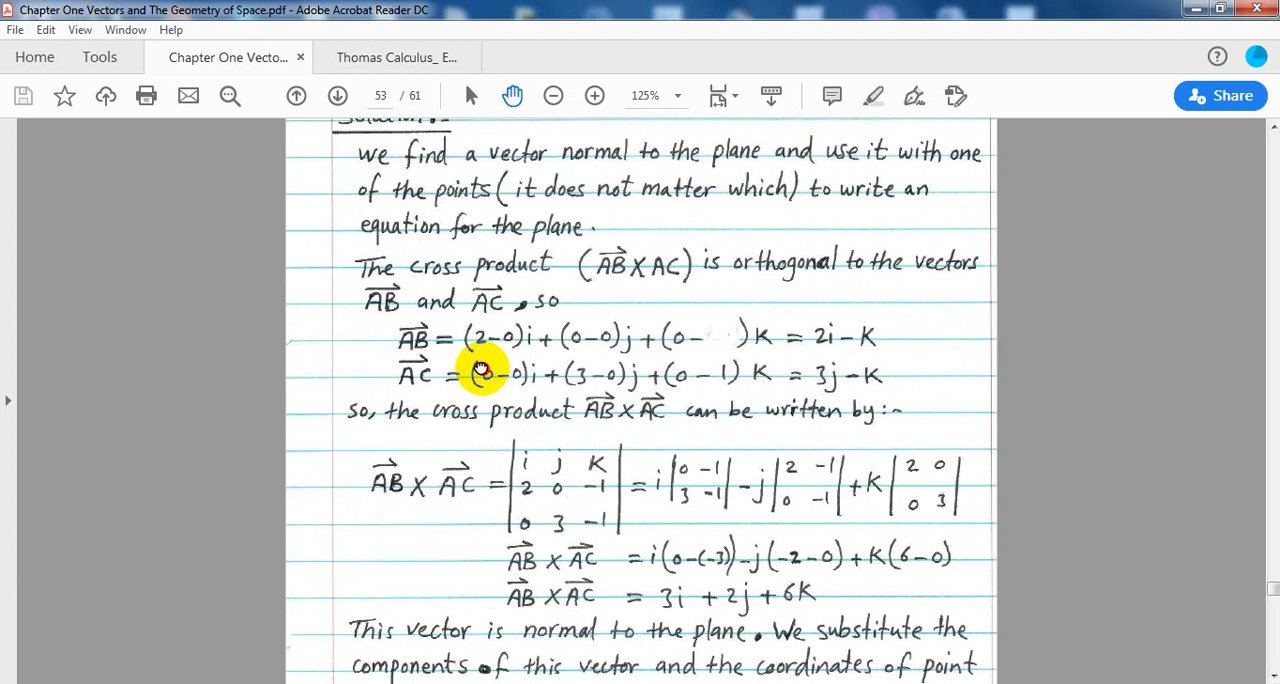 Chapter One Vectors and The Geometry of Space.pdf - Adobe Acrobat Reader DC
File Edit View Window Help
Home Tools Chapter One Vecto... × Thomas Calculus_ E...
53 / 61 125% Share
Solution:-
We find a vector normal to the plane and use it with one
of the points (it does not matter which) to write an
equation for the plane.
The cross product (AB X AC) is orthogonal to the vectors
AB and AC, so
AB = (2-0)i + (0-0)j + (0- )K = 2i - K
AC = (0-0)i + (3-0)j + (0-1) K = 3j - K
so, the cross product AB X AC can be written by:-
AB X AC = | i j K | = i | 0 -1 | - j | 2 -1 | + K | 2 0 |
2 0 -1 3 -1 0 -1 0 3
0 3 -1
AB X AC = i(0-(-3)) - j(-2-0) + K(6-0)
AB X AC = 3i + 2j + 6K
This vector is normal to the plane. We substitute the
components of this vector and the coordinates of point